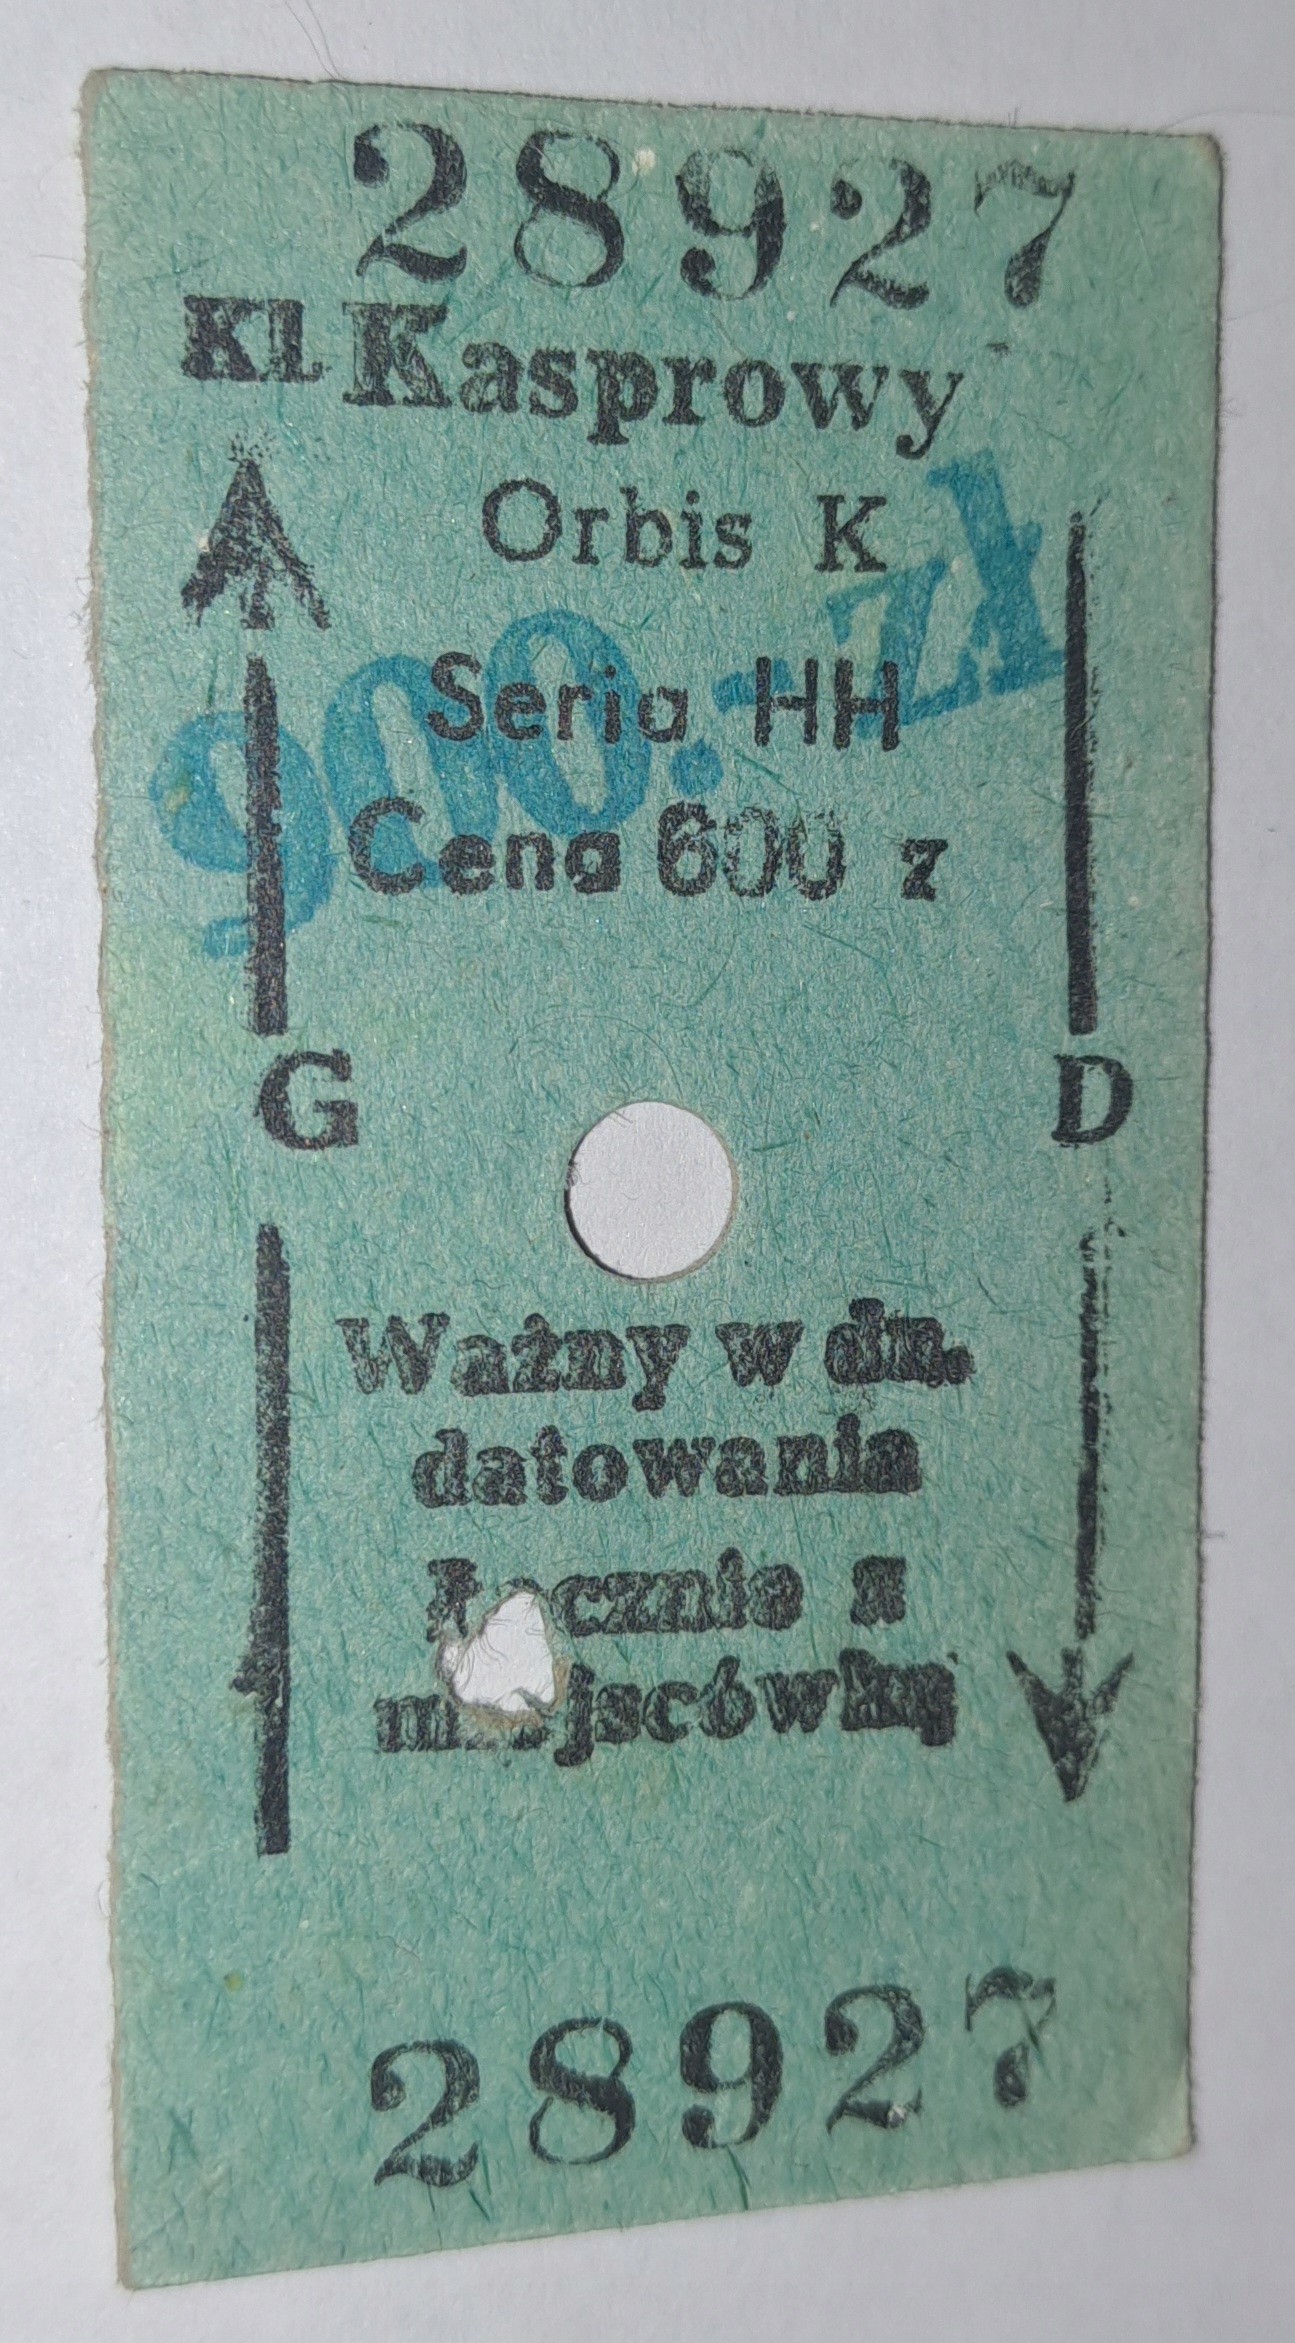 28927
KL Kasprowy
Orbis K
900.-zł
Seria HH
Cena 600 z
G D
Ważny w dn.
datowania
z
28927